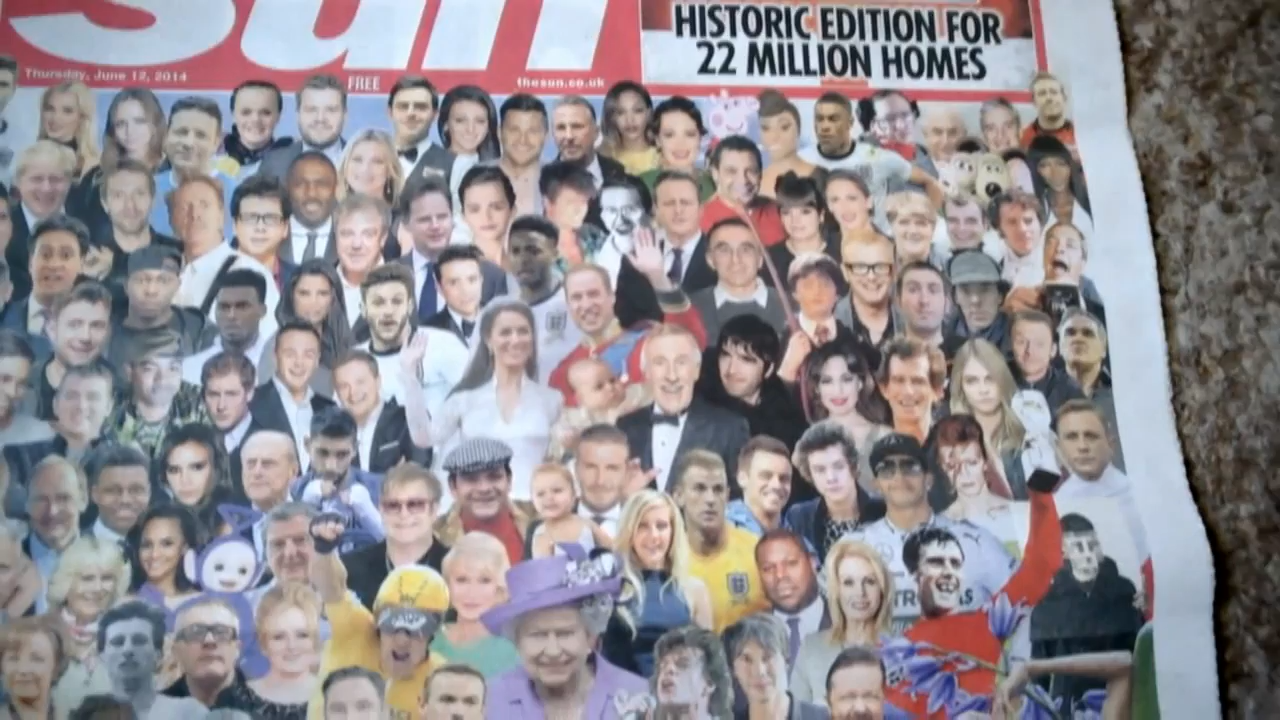 sun
HISTORIC EDITION FOR
22 MILLION HOMES
Thursday, June 12, 2014
FREE
thesun.co.uk